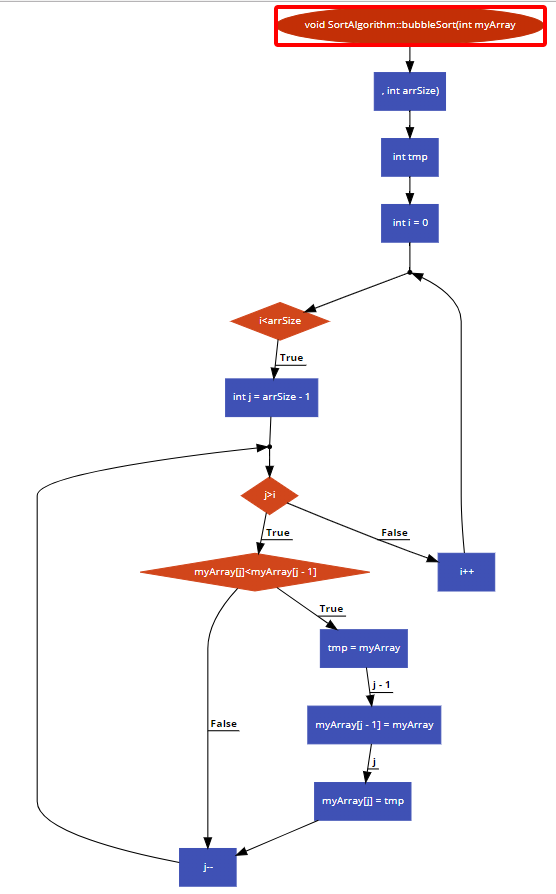 void SortAlgorithm::bubbleSort(int myArray
, int arrSize)
int tmp
int i = 0
i<arrSize
True
int j = arrSize - 1
j>i
True
False
myArray[j]<myArray[j - 1]
i++
True
tmp = myArray
j - 1
myArray[j - 1] = myArray
False
j
myArray[j] = tmp
j--